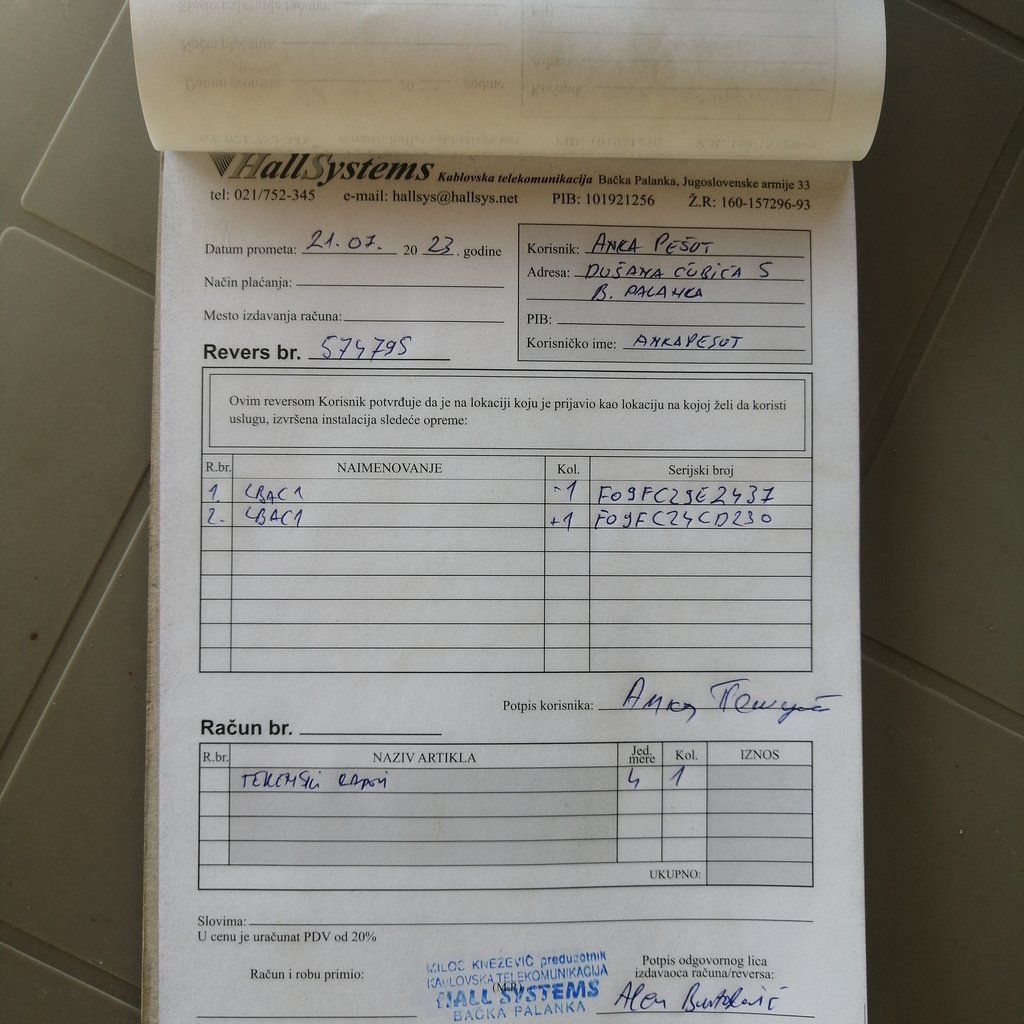 HallSystems Kablovska telekomunikacija Bačka Palanka, Jugoslovenske armije 33
tel: 021/752-345 e-mail: hallsys@hallsys.net PIB: 101921256 Ž.R: 160-157296-93
Datum prometa: 21.07. 20 23. godine
Način plaćanja:
Mesto izdavanja računa:
Revers br. 574795
Korisnik: ANKA PEŠUT
Adresa: DUŠANA ĆUBIĆA 5
B. PALANKA
PIB:
Korisničko ime: ANKAPESUT
Ovim reversom Korisnik potvrđuje da je na lokaciji koju je prijavio kao lokaciju na kojoj želi da koristi
uslugu, izvršena instalacija sledeće opreme:
R.br. NAIMENOVANJE Kol. Serijski broj
1. LBAC1 -1 F09FC29E2437
2. LBAC1 +1 F09FC24CD230
Potpis korisnika:
Račun br.
R.br. NAZIV ARTIKLA Jed. mere Kol. IZNOS
TERENSKI RADOVI 4 1
UKUPNO:
Slovima:
U cenu je uračunat PDV od 20%
Račun i robu primio:
(M.P.)
MILOŠ KNEŽEVIĆ preduzetnik
KABLOVSKA TELEKOMUNIKACIJA
HALL SYSTEMS
BAČKA PALANKA
Potpis odgovornog lica
izdavaoca računa/reversa: